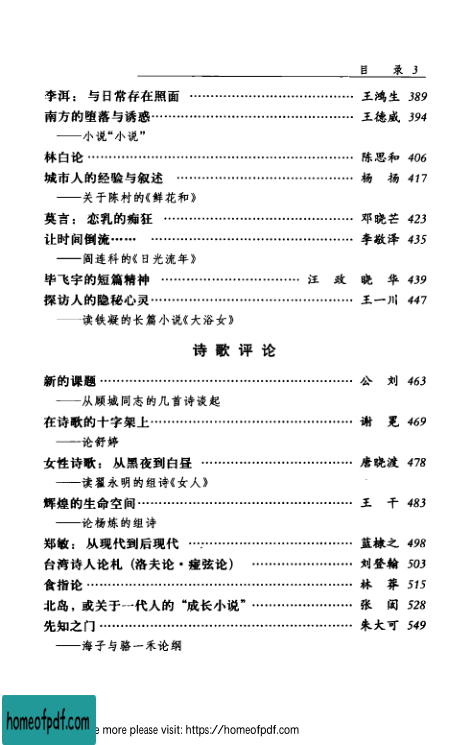 目 录 3
李洱：与日常存在照面 ………………………… 王鸿生 389
南方的堕落与诱惑………………………………… 王德威 394
——小说“小说”
林白论 …………………………………………… 陈思和 406
城市人的经验与叙述 …………………………… 杨 扬 417
——关于陈村的《鲜花和》
莫言：恋乳的痴狂 ……………………………… 邓晓芒 423
让时间倒流…… ………………………………… 李敬泽 435
——阎连科的《日光流年》
毕飞宇的短篇精神 ……………………… 汪 政 晓 华 439
探访人的隐秘心灵………………………………… 王一川 447
——读铁凝的长篇小说《大浴女》
诗歌评论
新的课题 ………………………………………… 公 刘 463
——从顾城同志的几首诗谈起
在诗歌的十字架上………………………………… 谢 冕 469
——论舒婷
女性诗歌：从黑夜到白昼 ……………………… 唐晓渡 478
——读翟永明的组诗《女人》
辉煌的生命空间…………………………………… 王 干 483
——论杨炼的组诗
郑敏：从现代到后现代 ………………………… 蓝棣之 498
台湾诗人论札（洛夫论·痖弦论） ……………… 刘登翰 503
食指论 …………………………………………… 林 莽 515
北岛，或关于一代人的“成长小说”……………… 张 闳 528
先知之门 ………………………………………… 朱大可 549
——海子与骆一禾论纲
homeofpdf.com
e more please visit: https://homeofpdf.com